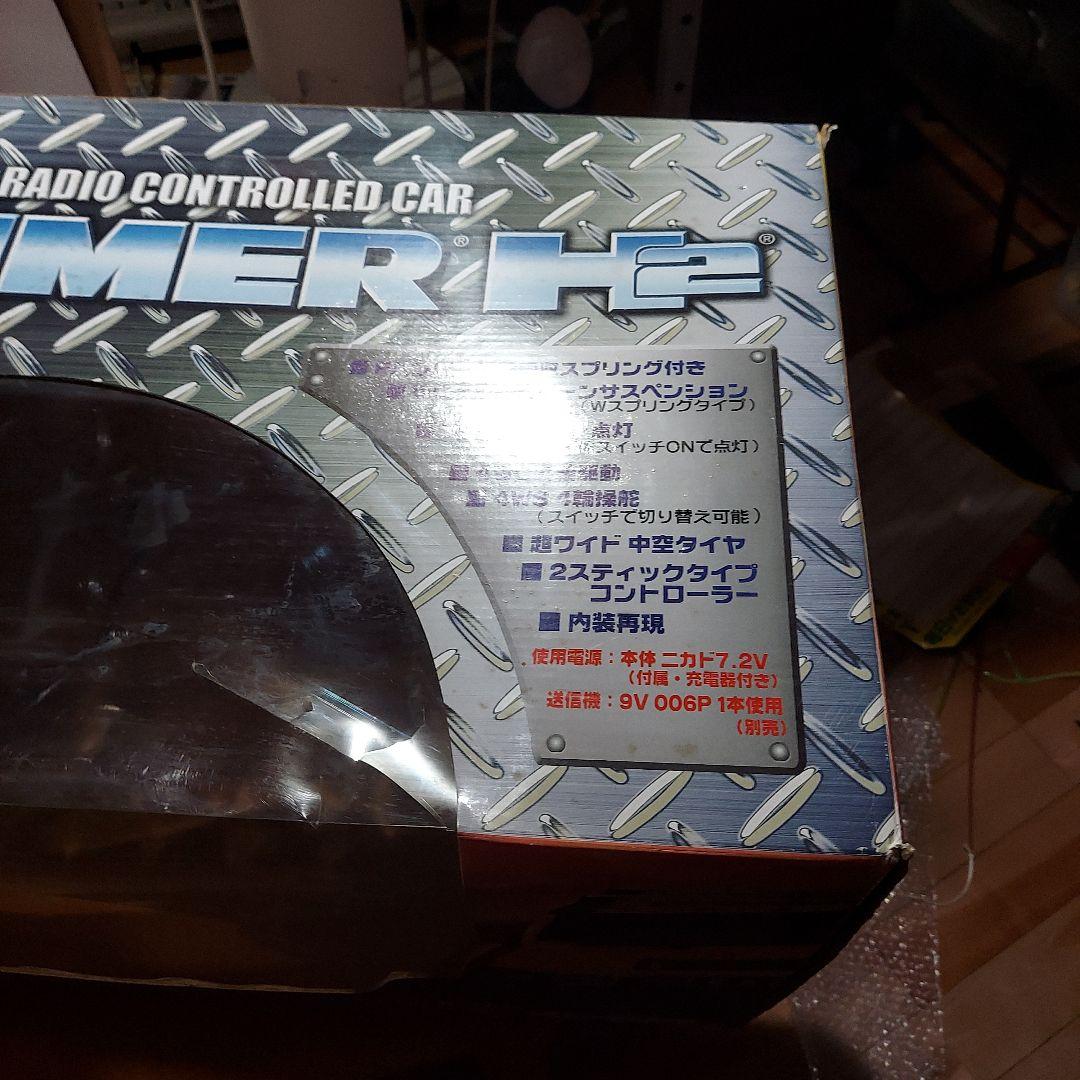 RADIO CONTROLLED CAR
MMER® H2®
スプリング付き
ーンサスペンション
(Wスプリングタイプ)
点灯
スイッチONで点灯)
駆動
■ 4WS 4輪操舵
(スイッチで切り替え可能)
■ 超ワイド 中空タイヤ
■ 2スティックタイプ
コントローラー
■ 内装再現
使用電源:本体 ニカド7.2V
(付属・充電器付き)
送信機:9V 006P 1本使用
(別売)